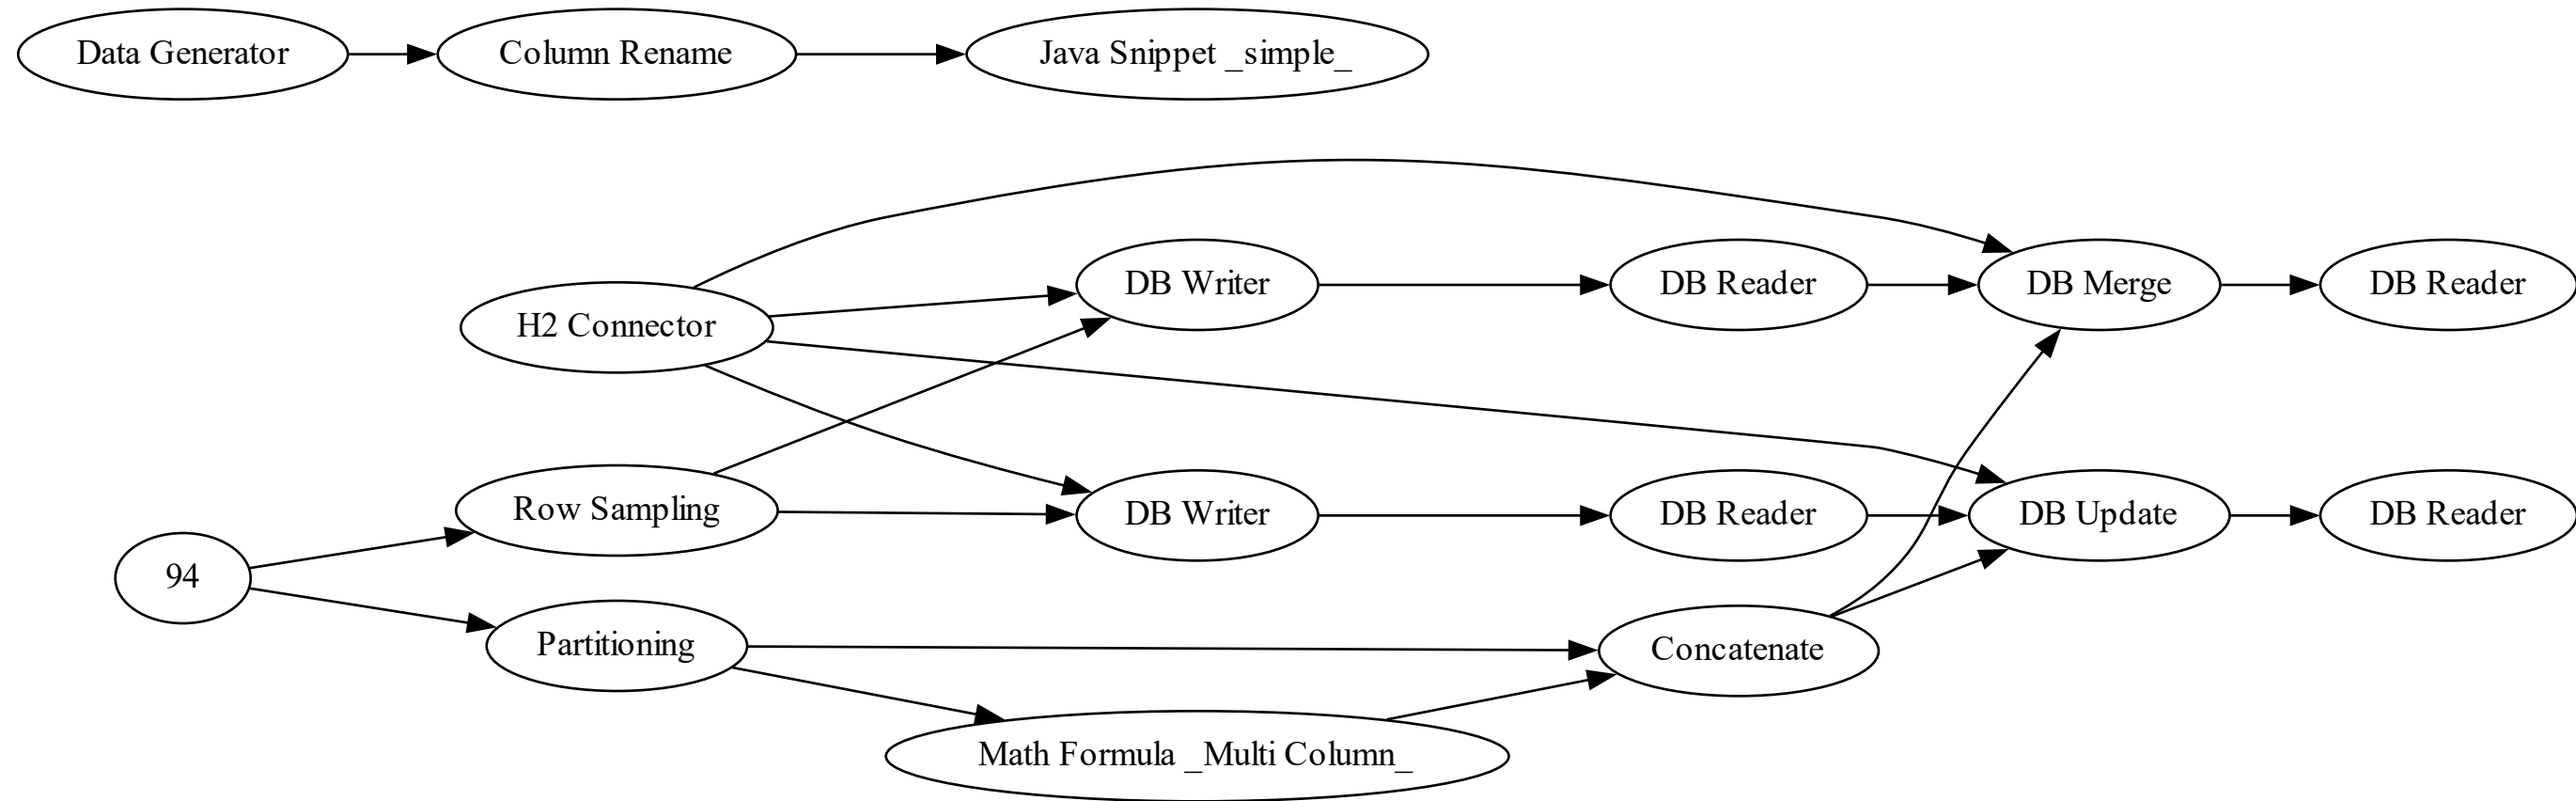 Data Generator
Column Rename
Java Snippet _simple_
H2 Connector
DB Writer
DB Reader
DB Merge
DB Reader
Row Sampling
DB Writer
DB Reader
DB Update
DB Reader
94
Partitioning
Concatenate
Math Formula _Multi Column_